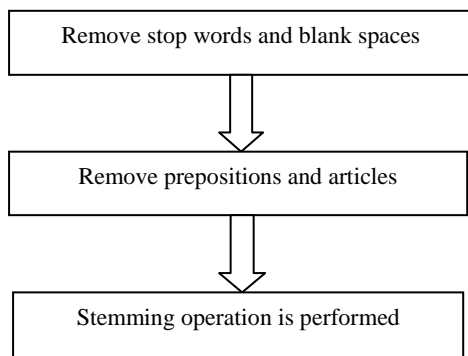 Remove stop words and blank spaces
Remove prepositions and articles
Stemming operation is performed